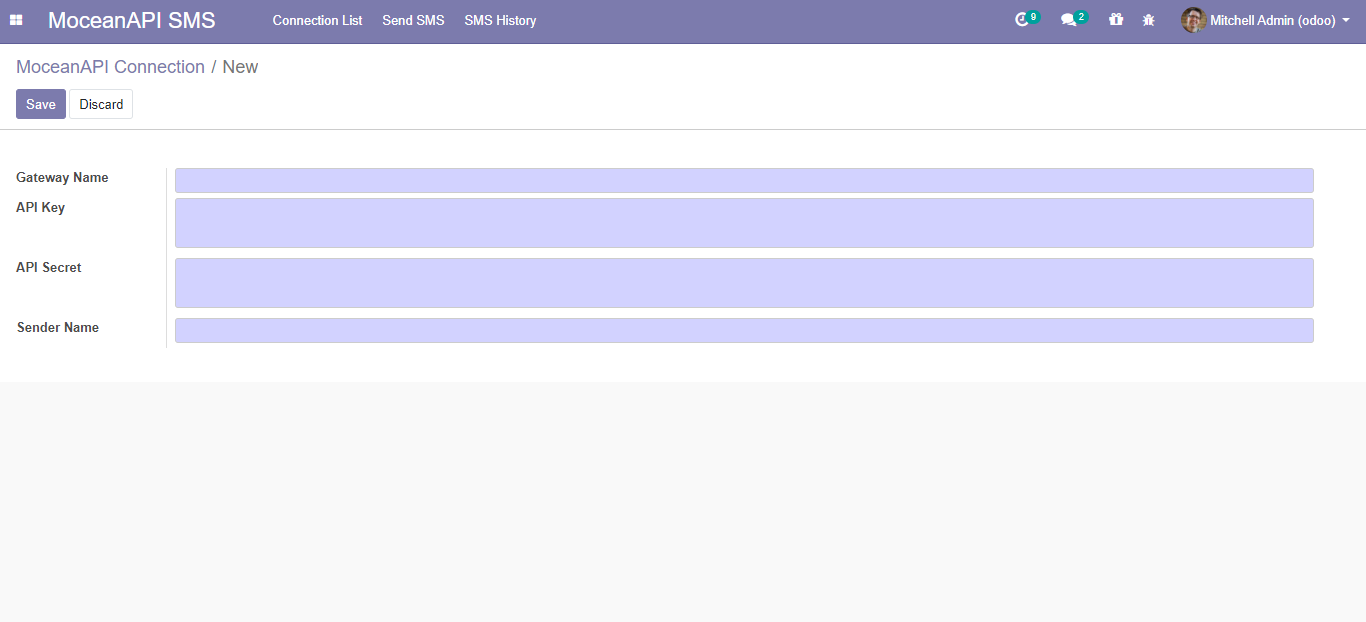 MoceanAPI SMS Connection List Send SMS SMS History 9 2 Mitchell Admin (odoo)
MoceanAPI Connection / New
Save Discard
Gateway Name
API Key
API Secret
Sender Name